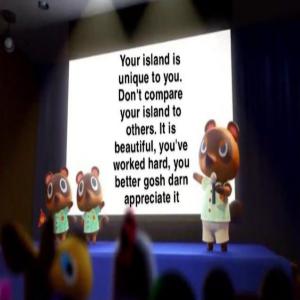 Your island is
unique to you.
Don't compare
your island to
others. It is
beautiful, you've
worked hard, you
better gosh darn
appreciate it